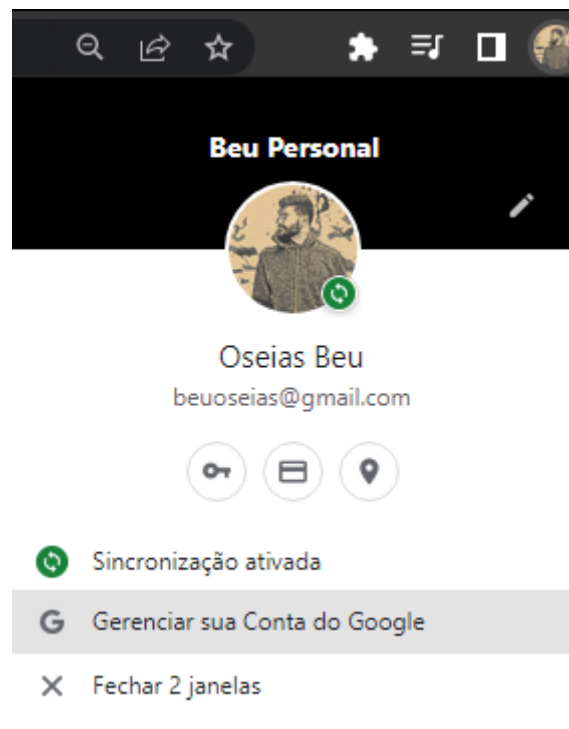 Beu Personal
Oseias Beu
beuoseias@gmail.com
Sincronização ativada
G Gerenciar sua Conta do Google
Fechar 2 janelas